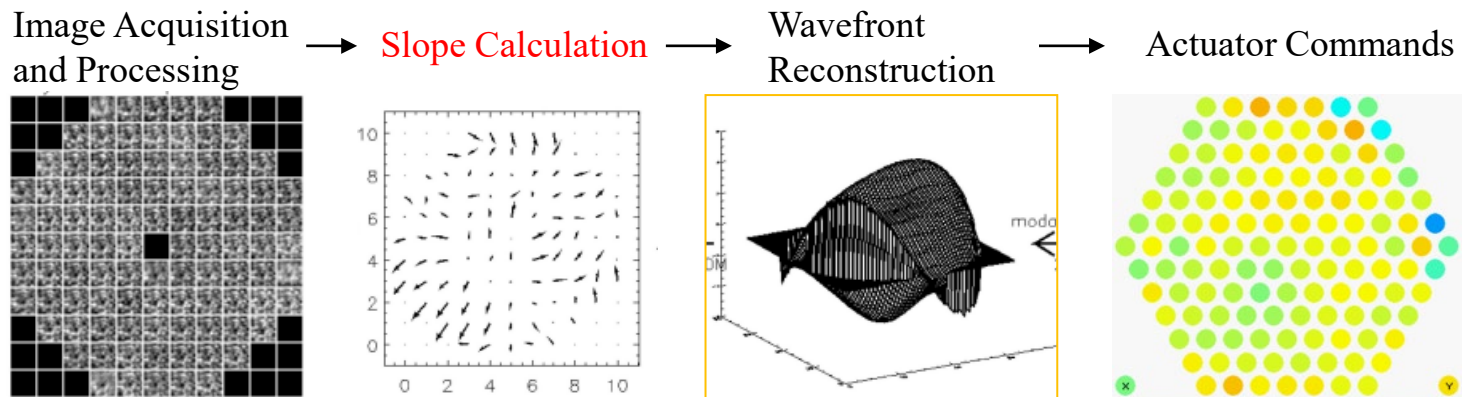 Image Acquisition
and Processing
Slope Calculation
Wavefront
Reconstruction
Actuator Commands
10
8
6
4
2
0
0 2 4 6 8 10
moda
DM
X
Y